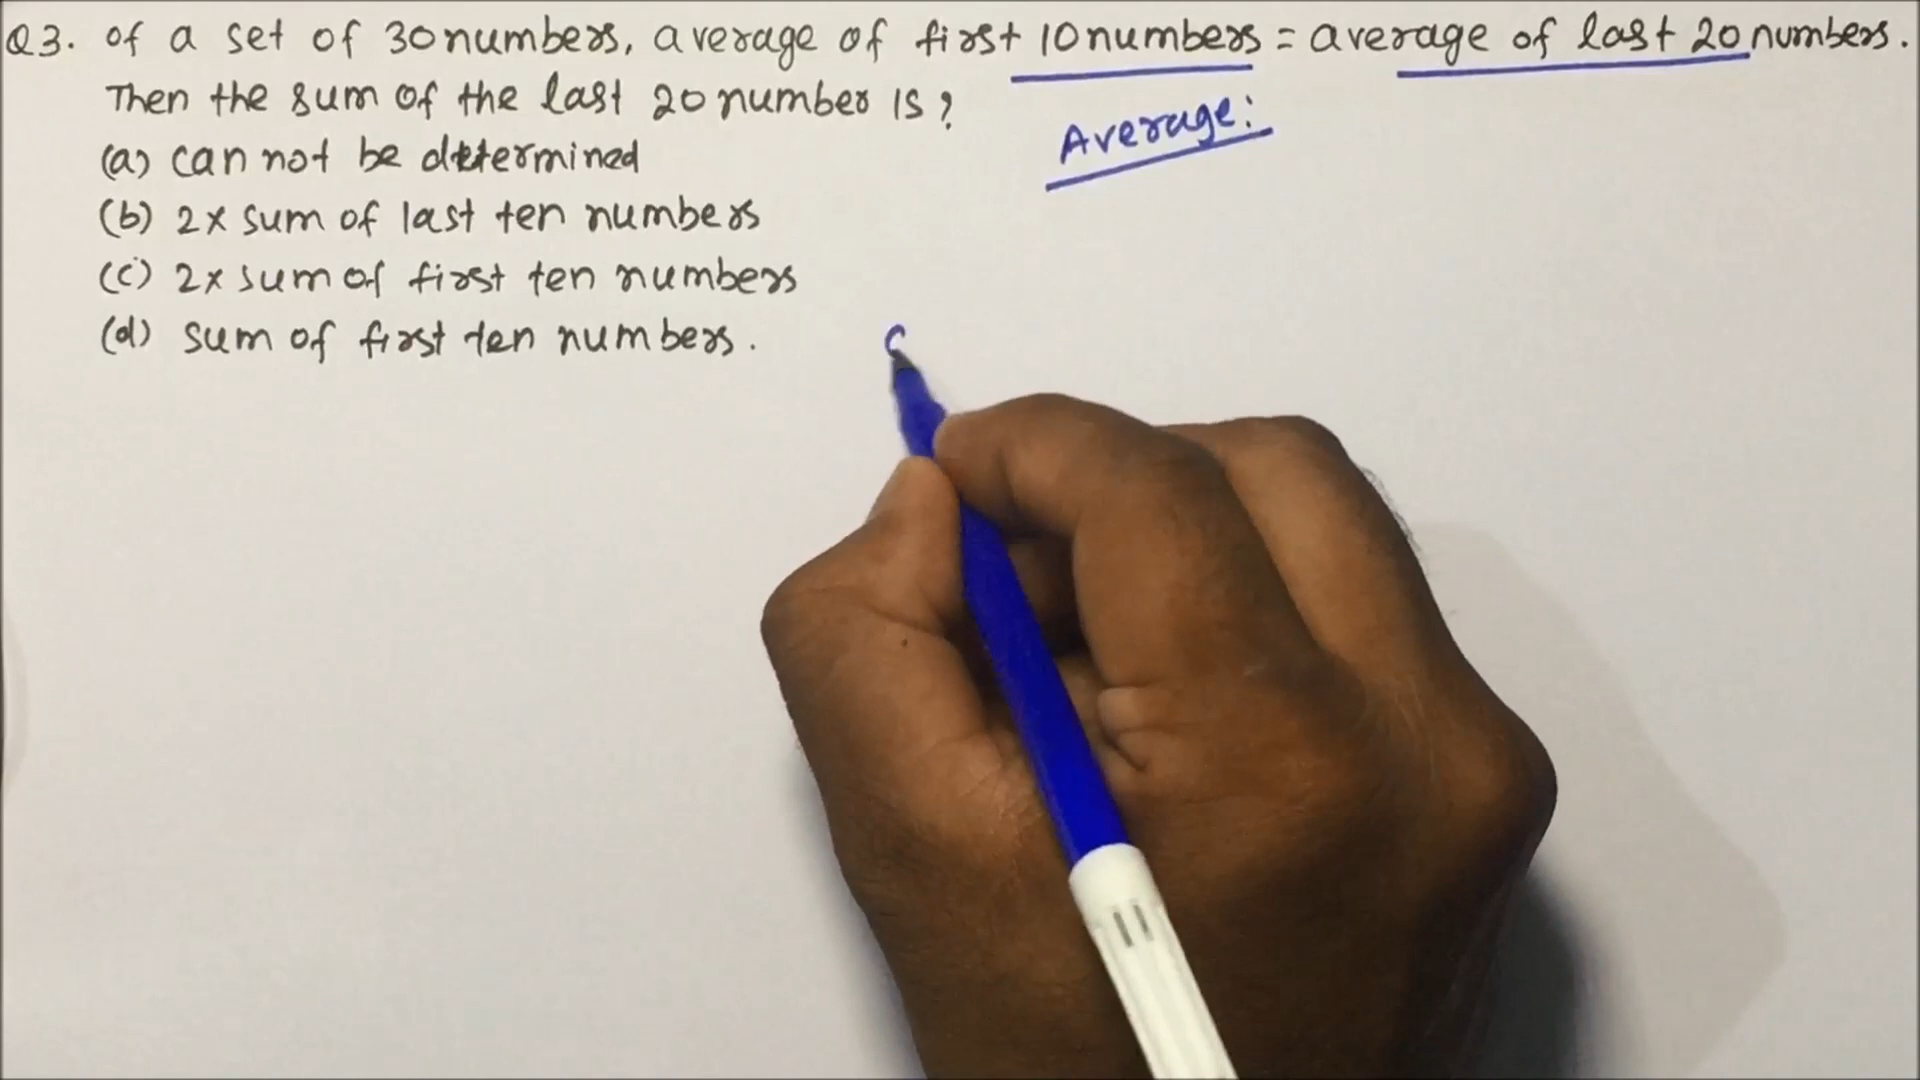 Q3. Of a set of 30 numbers, average of first 10 numbers = average of last 20 numbers.
Then the sum of the last 20 number is?
Average:
(a) can not be determined
(b) 2x sum of last ten numbers
(c) 2x sum of first ten numbers
(d) sum of first ten numbers.